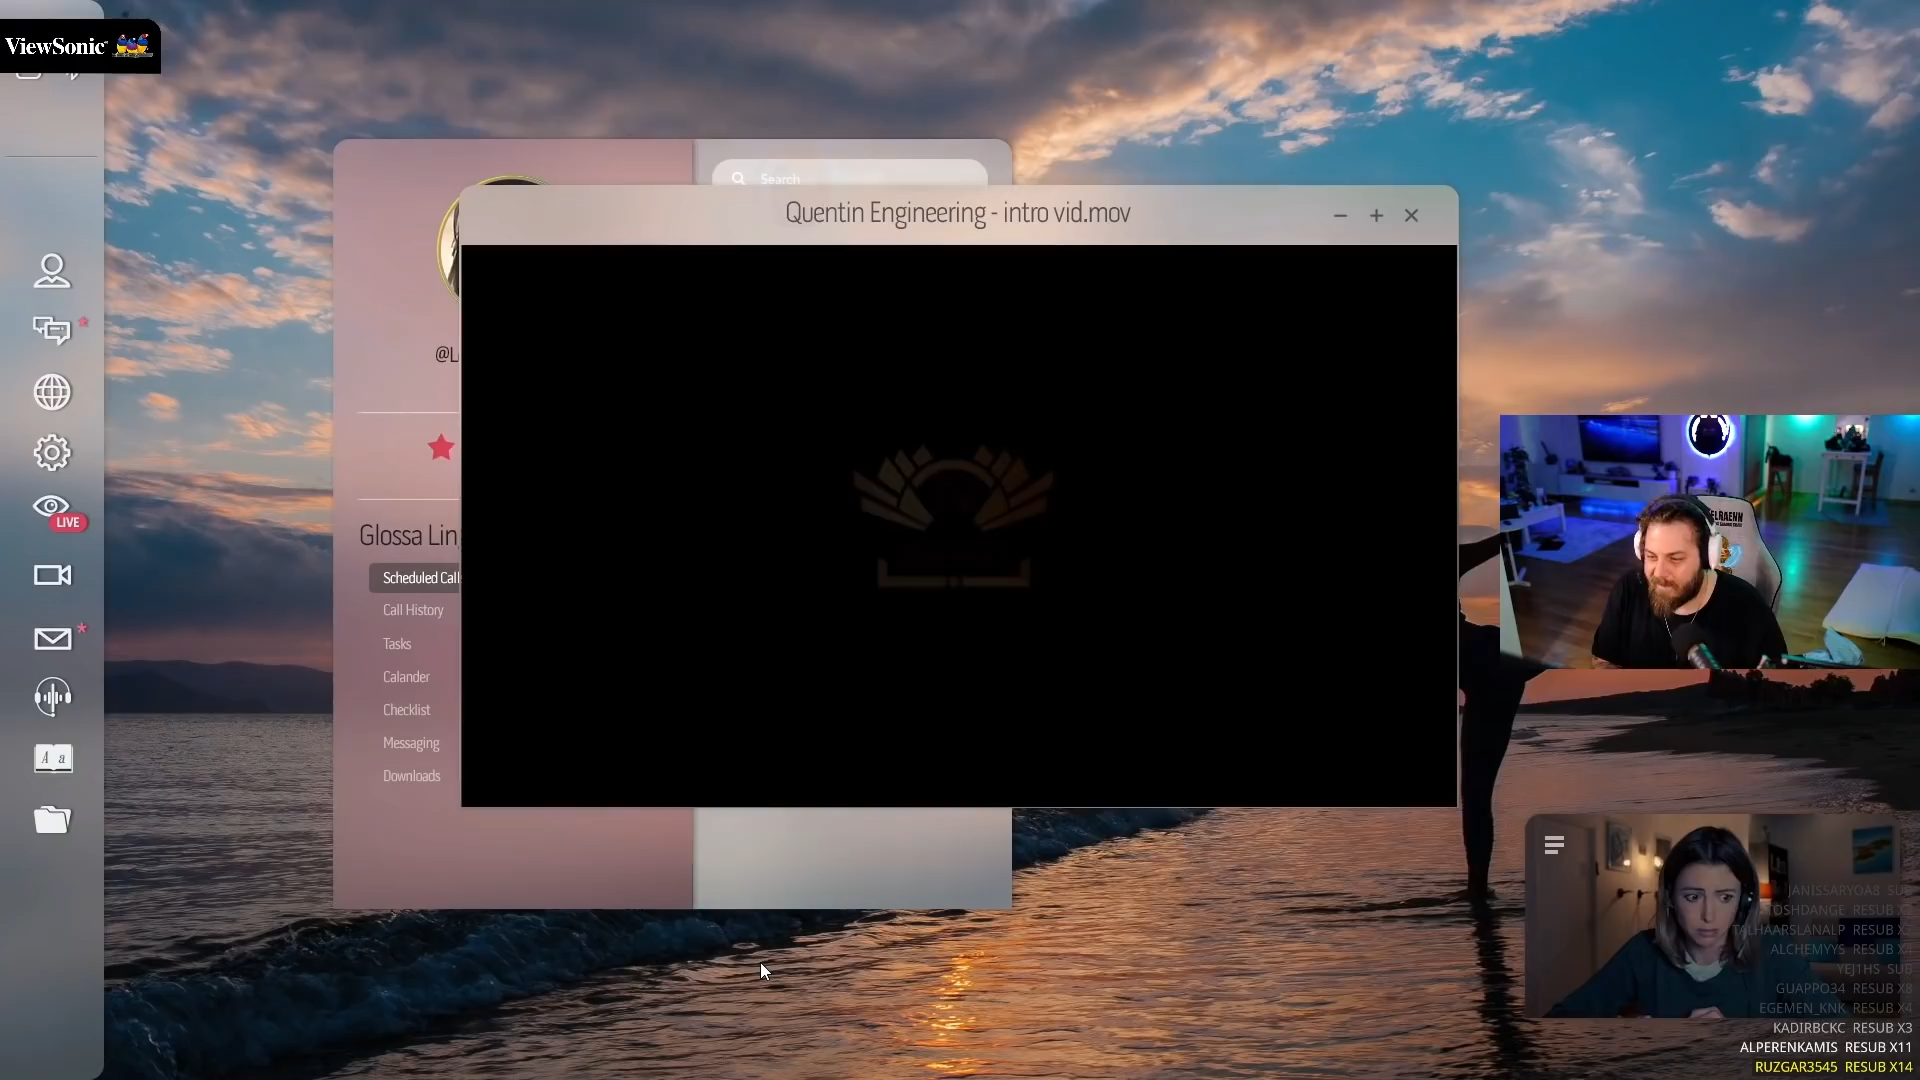 ViewSonic
Search
Quentin Engineering - intro vid.mov
@L
LIVE
Glossa Lin
Scheduled Call
Call History
Tasks
Calander
Checklist
Messaging
Downloads
A a
ELRAENN
JANISSARYOA8 SUB
TOSHDANGE RESUB
TALHAARSLANALP RESUB
ALCHEMYYS RESUB
YEJ1HS SUB
GUAPPO34 RESUB X8
EGEMEN_KNK RESUB X4
KADIRBCKC RESUB X3
ALPERENKAMIS RESUB X11
RUZGAR3545 RESUB X14